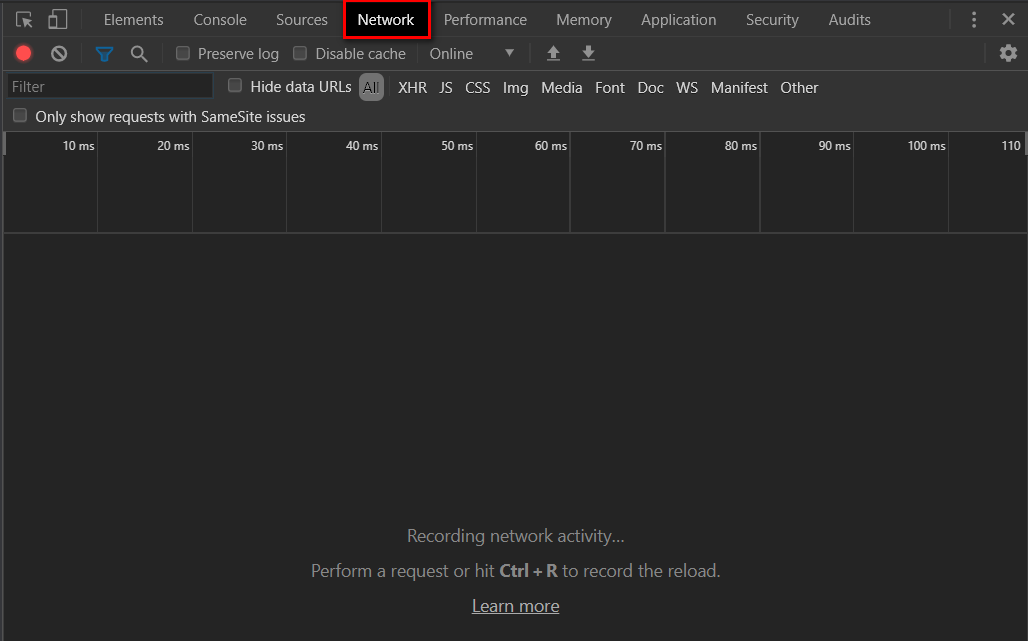 Elements Console Sources Network Performance Memory Application Security Audits
Preserve log Disable cache Online
Filter Hide data URLs All XHR JS CSS Img Media Font Doc WS Manifest Other
Only show requests with SameSite issues
10 ms 20 ms 30 ms 40 ms 50 ms 60 ms 70 ms 80 ms 90 ms 100 ms 110
Recording network activity...
Perform a request or hit Ctrl + R to record the reload.
Learn more